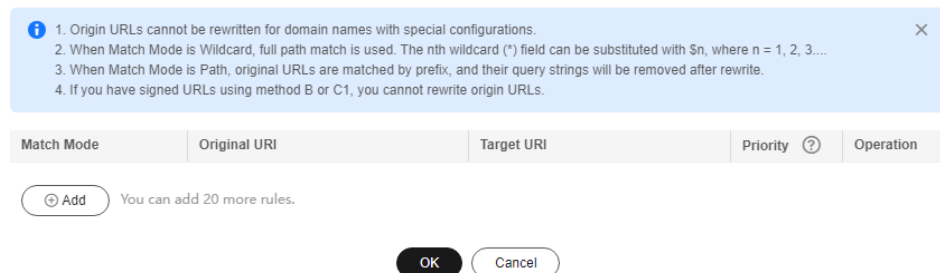 1. Origin URLs cannot be rewritten for domain names with special configurations.
2. When Match Mode is Wildcard, full path match is used. The nth wildcard (*) field can be substituted with $n, where n = 1, 2, 3....
3. When Match Mode is Path, original URLs are matched by prefix, and their query strings will be removed after rewrite.
4. If you have signed URLs using method B or C1, you cannot rewrite origin URLs.
Match Mode Original URI Target URI Priority ? Operation
Add You can add 20 more rules.
OK Cancel